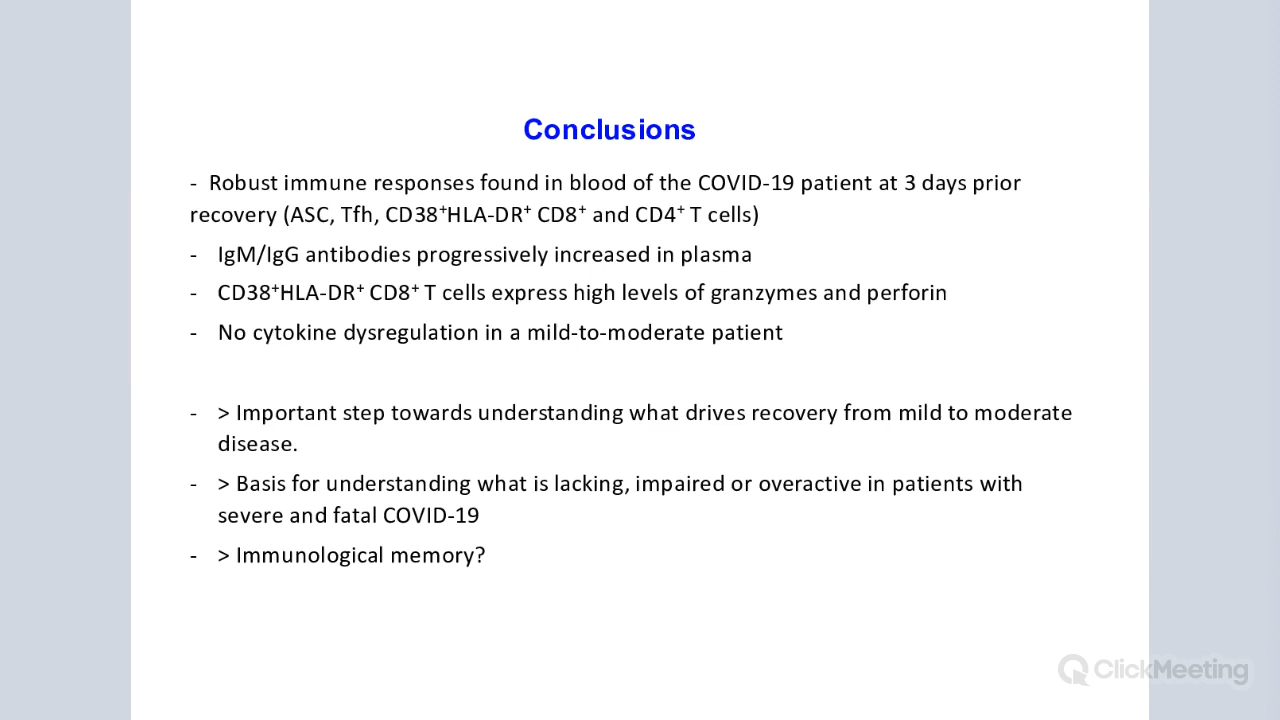 Conclusions
- Robust immune responses found in blood of the COVID-19 patient at 3 days prior
recovery (ASC, Tfh, CD38⁺HLA-DR⁺ CD8⁺ and CD4⁺ T cells)
- IgM/IgG antibodies progressively increased in plasma
- CD38⁺HLA-DR⁺ CD8⁺ T cells express high levels of granzymes and perforin
- No cytokine dysregulation in a mild-to-moderate patient
- > Important step towards understanding what drives recovery from mild to moderate
disease.
- > Basis for understanding what is lacking, impaired or overactive in patients with
severe and fatal COVID-19
- > Immunological memory?
ClickMeeting